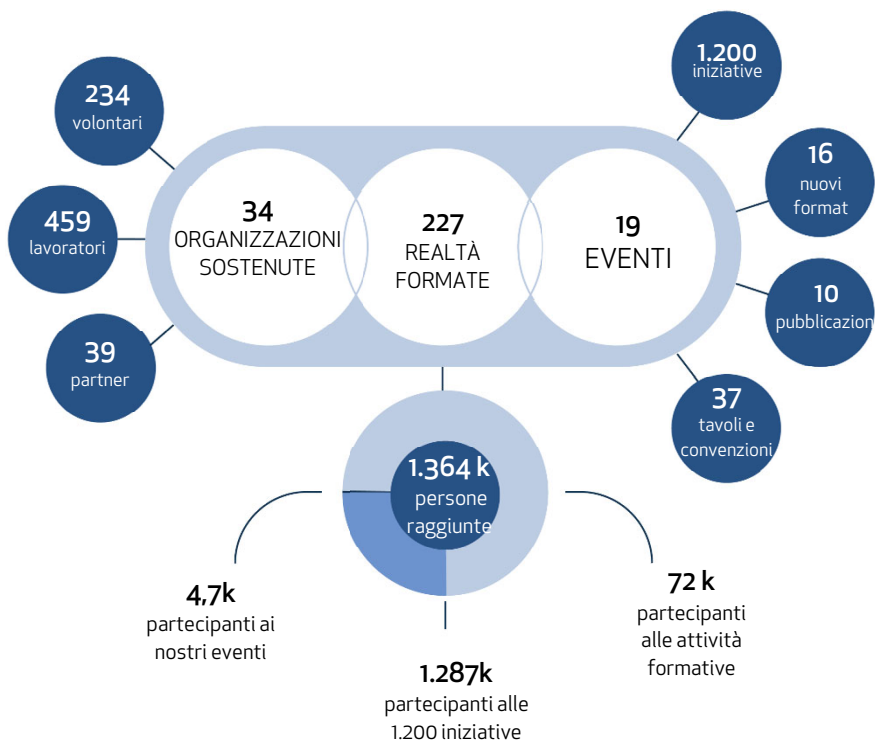 1.200
iniziative
234
volontari
16
nuovi
format
459
lavoratori
34
ORGANIZZAZIONI
SOSTENUTE
227
REALTÀ
FORMATE
19
EVENTI
10
pubblicazion
39
partner
37
tavoli e
convenzioni
1.364 k
persone
raggiunte
4,7k
partecipanti ai
nostri eventi
1.287k
partecipanti alle
1.200 iniziative
72 k
partecipanti
alle attività
formative